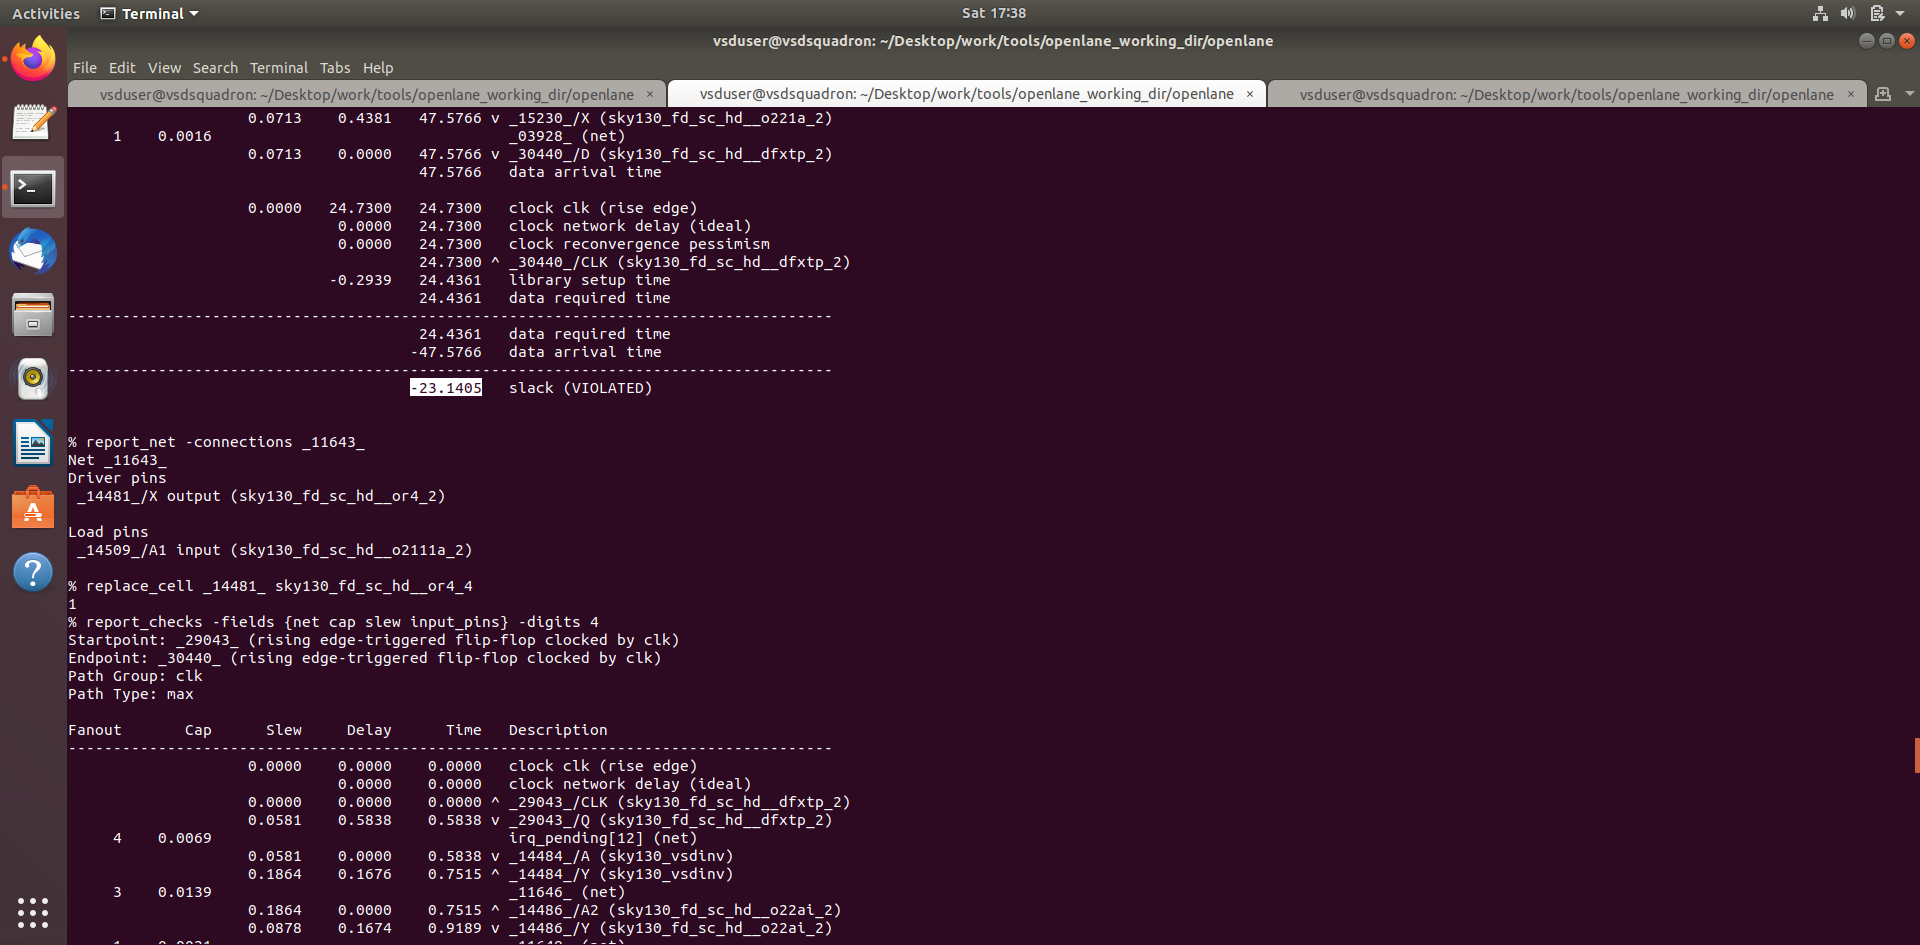 Activities Terminal Sat 17:38
vsduser@vsdsquadron: ~/Desktop/work/tools/openlane_working_dir/openlane
File Edit View Search Terminal Tabs Help
vsduser@vsdsquadron: ~/Desktop/work/tools/openlane_working_dir/openlane × vsduser@vsdsquadron: ~/Desktop/work/tools/openlane_working_dir/openlane × vsduser@vsdsquadron: ~/Desktop/work/tools/openlane_working_dir/openlane ×
0.0713 0.4381 47.5766 v _15230_/X (sky130_fd_sc_hd__o221a_2)
1 0.0016 _03928_ (net)
0.0713 0.0000 47.5766 v _30440_/D (sky130_fd_sc_hd__dfxtp_2)
47.5766 data arrival time
0.0000 24.7300 24.7300 clock clk (rise edge)
0.0000 24.7300 clock network delay (ideal)
0.0000 24.7300 clock reconvergence pessimism
24.7300 ^ _30440_/CLK (sky130_fd_sc_hd__dfxtp_2)
-0.2939 24.4361 library setup time
24.4361 data required time
-------------------------------------------------------------------------------------
24.4361 data required time
-47.5766 data arrival time
-------------------------------------------------------------------------------------
-23.1405 slack (VIOLATED)
% report_net -connections _11643_
Net _11643_
Driver pins
_14481_/X output (sky130_fd_sc_hd__or4_2)
Load pins
_14509_/A1 input (sky130_fd_sc_hd__o2111a_2)
% replace_cell _14481_ sky130_fd_sc_hd__or4_4
1
% report_checks -fields {net cap slew input_pins} -digits 4
Startpoint: _29043_ (rising edge-triggered flip-flop clocked by clk)
Endpoint: _30440_ (rising edge-triggered flip-flop clocked by clk)
Path Group: clk
Path Type: max
Fanout Cap Slew Delay Time Description
-------------------------------------------------------------------------------------
0.0000 0.0000 0.0000 clock clk (rise edge)
0.0000 0.0000 clock network delay (ideal)
0.0000 0.0000 0.0000 ^ _29043_/CLK (sky130_fd_sc_hd__dfxtp_2)
0.0581 0.5838 0.5838 v _29043_/Q (sky130_fd_sc_hd__dfxtp_2)
4 0.0069 irq_pending[12] (net)
0.0581 0.0000 0.5838 v _14484_/A (sky130_vsdinv)
0.1864 0.1676 0.7515 ^ _14484_/Y (sky130_vsdinv)
3 0.0139 _11646_ (net)
0.1864 0.0000 0.7515 ^ _14486_/A2 (sky130_fd_sc_hd__o22ai_2)
0.0878 0.1674 0.9189 v _14486_/Y (sky130_fd_sc_hd__o22ai_2)